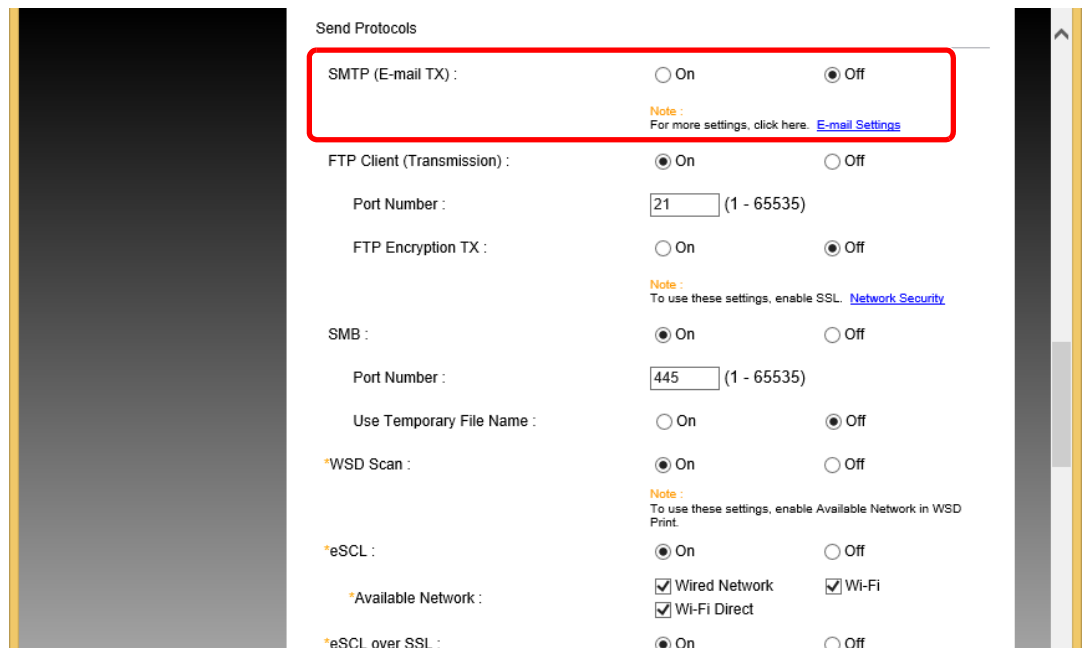 Send Protocols
SMTP (E-mail TX) : On Off
Note :
For more settings, click here. E-mail Settings
FTP Client (Transmission) : On Off
Port Number : 21 (1 - 65535)
FTP Encryption TX : On Off
Note :
To use these settings, enable SSL. Network Security
SMB : On Off
Port Number : 445 (1 - 65535)
Use Temporary File Name : On Off
*WSD Scan : On Off
Note :
To use these settings, enable Available Network in WSD
Print.
*eSCL : On Off
*Available Network : Wired Network Wi-Fi
Wi-Fi Direct
*eSCL over SSL : On Off